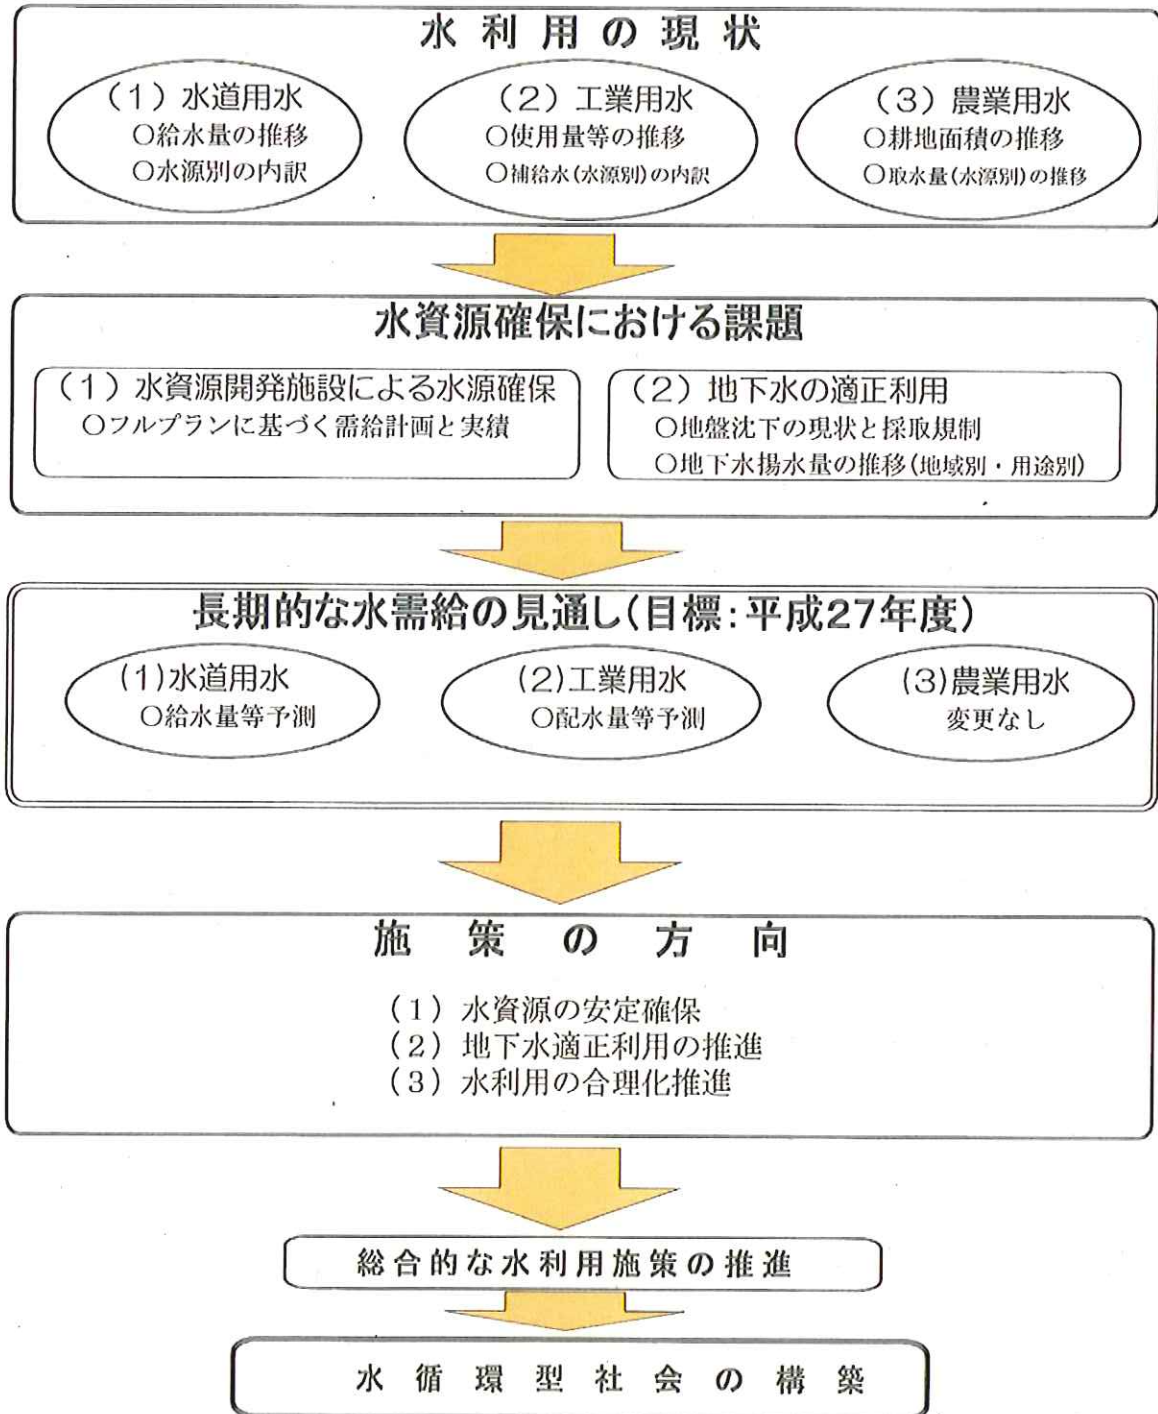 水利用の現状
（１）水道用水
○給水量の推移
○水源別の内訳
（２）工業用水
○使用量等の推移
○補給水(水源別)の内訳
（３）農業用水
○耕地面積の推移
○取水量(水源別)の推移
水資源確保における課題
（１）水資源開発施設による水源確保
○フルプランに基づく需給計画と実績
（２）地下水の適正利用
○地盤沈下の現状と採取規制
○地下水揚水量の推移(地域別・用途別)
長期的な水需給の見通し(目標:平成27年度)
(1)水道用水
○給水量等予測
(2)工業用水
○配水量等予測
(3)農業用水
変更なし
施策の方向
（１）水資源の安定確保
（２）地下水適正利用の推進
（３）水利用の合理化推進
総合的な水利用施策の推進
水循環型社会の構築